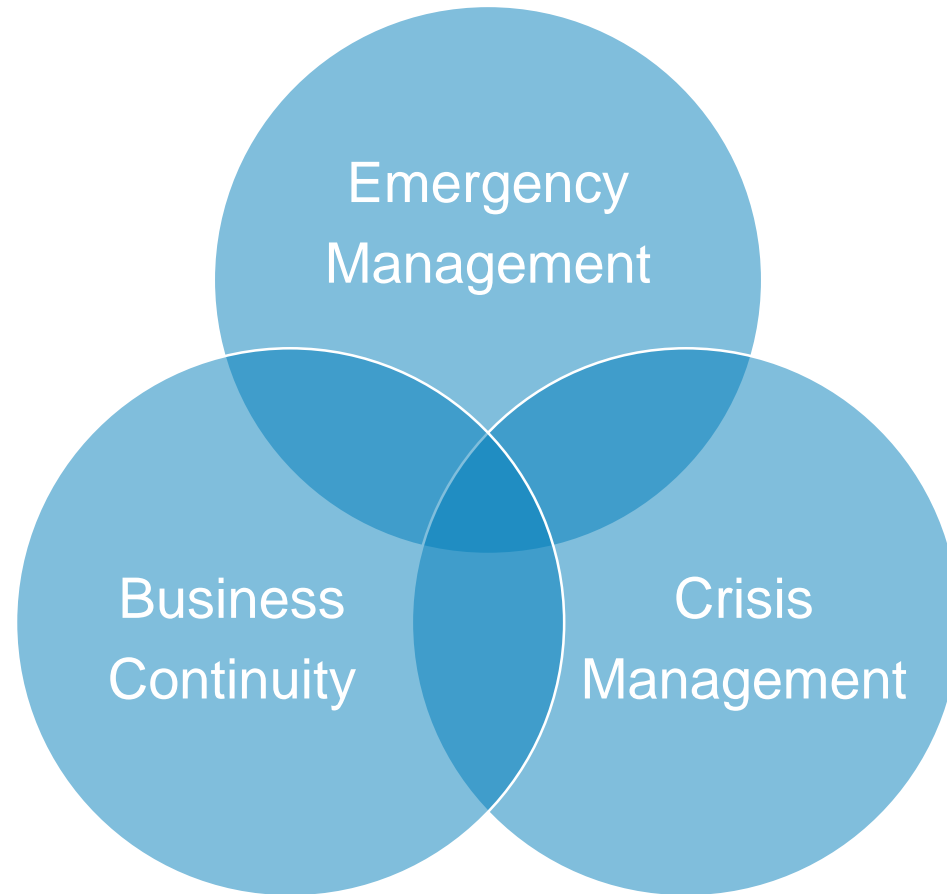 Emergency
Management
Business
Continuity
Crisis
Management